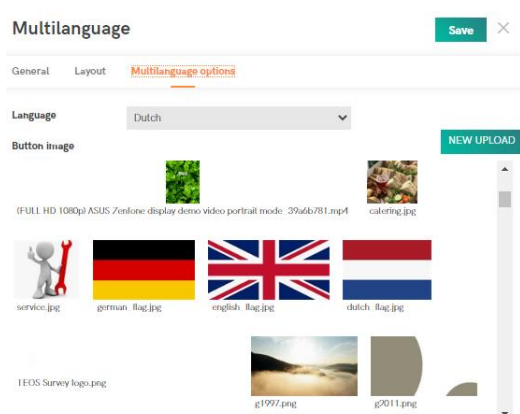 Multilanguage
Save
General Layout Multilanguage options
Language Dutch
Button image
NEW UPLOAD
(FULL HD 1080p) ASUS Zenfone display demo video portrait mode_39a6b781.mp4 catering.jpg
service.jpg german_flag.jpg english_flag.jpg dutch_flag.jpg
TEOS Survey logo.png
g1997.png g2011.png